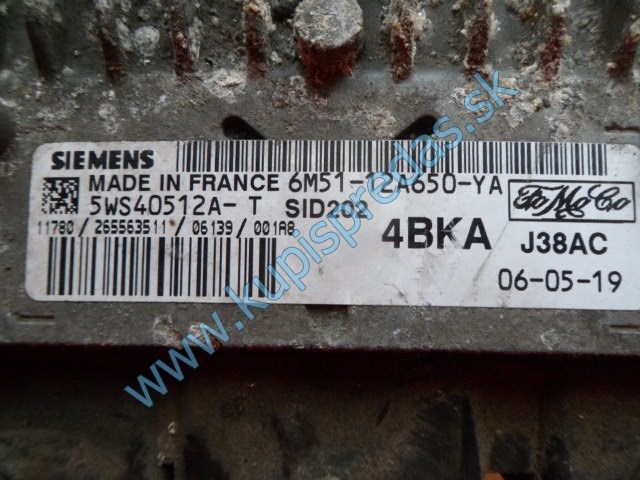 SIEMENS
MADE IN FRANCE 6M51-12A650-YA
5WS40512A-T SID202
FoMoCo
11780/265563511/06139/001A8
4BKA J38AC
06-05-19
www.kupispredas.sk